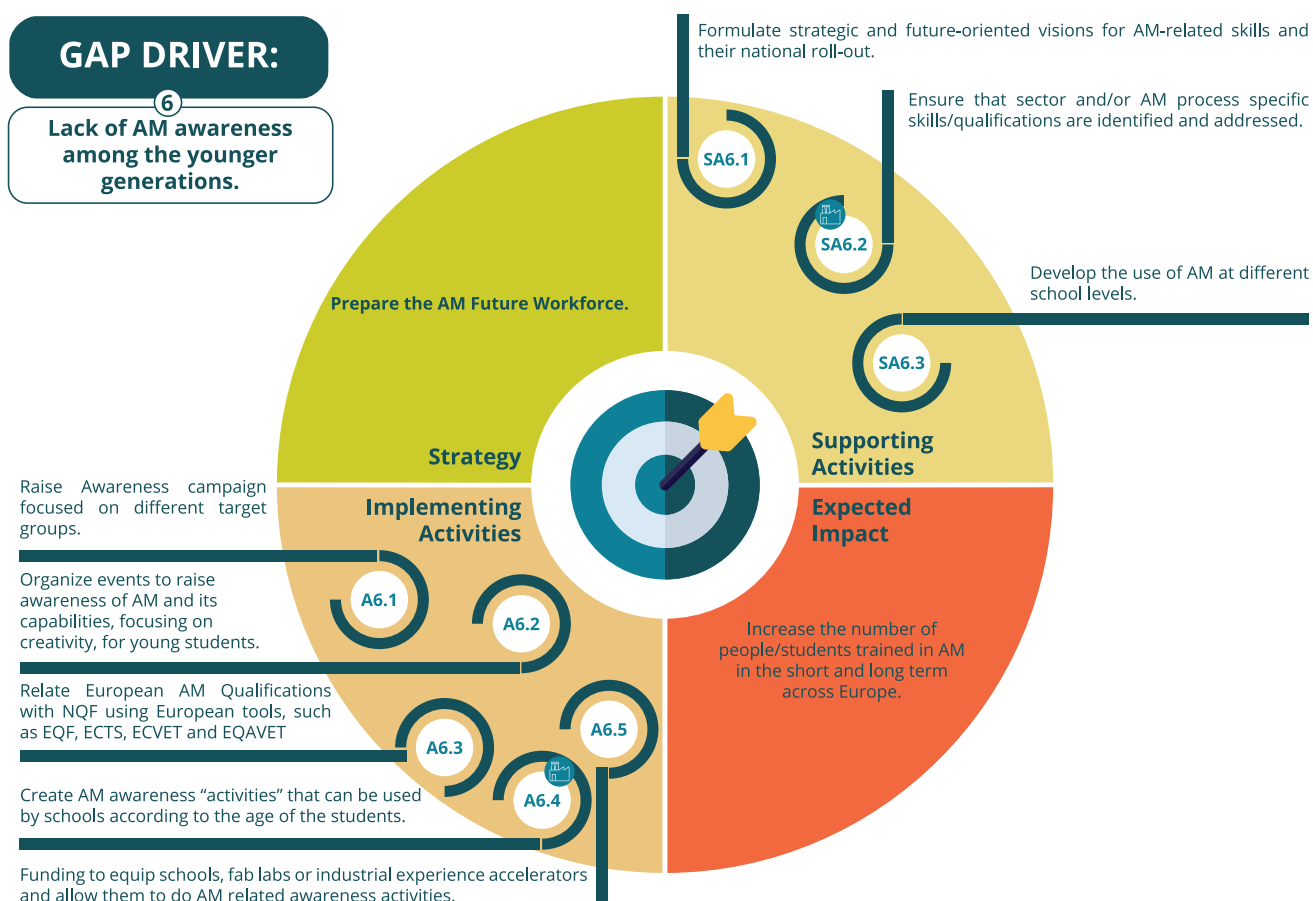 GAP DRIVER:
6
Lack of AM awareness
among the younger
generations.
Formulate strategic and future-oriented visions for AM-related skills and
their national roll-out.
Ensure that sector and/or AM process specific
skills/qualifications are identified and addressed.
SA6.1
SA6.2
Develop the use of AM at different
school levels.
SA6.3
Prepare the AM Future Workforce.
Strategy
Supporting
Activities
Implementing
Activities
Expected
Impact
Raise Awareness campaign
focused on different target
groups.
Organize events to raise
awareness of AM and its
capabilities, focusing on
creativity, for young students.
A6.1
A6.2
Relate European AM Qualifications
with NQF using European tools, such
as EQF, ECTS, ECVET and EQAVET
A6.3
A6.5
Create AM awareness “activities” that can be used
by schools according to the age of the students.
A6.4
Funding to equip schools, fab labs or industrial experience accelerators
and allow them to do AM related awareness activities.
Increase the number of
people/students trained in AM
in the short and long term
across Europe.